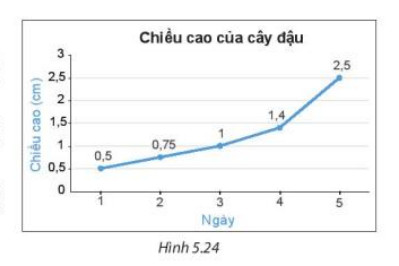 Chiều cao của cây đậu
Chiều cao (cm)
3
2,5
2
1,5
1
0,5
0
0,5
0,75
1
1,4
2,5
1 2 3 4 5
Ngày
Hình 5.24